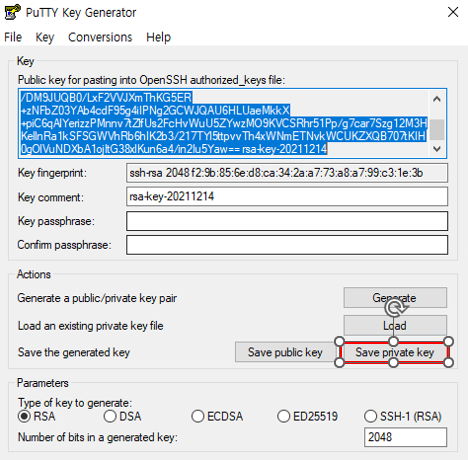 PuTTY Key Generator
File Key Conversions Help
Key
Public key for pasting into OpenSSH authorized_keys file:
/DM9JUQB0/LxF2VVJXmThKG5ER
+zNFbZ03YAb4cdF95g4iIPNg2GCWJQAU6HLUaeMkkX
+piC6qAlYerizzPMnnv7tZlfUs2FcHvWuU5ZYwzMO9KVCSRhr51Pp/g7car7Szg12M3H
KellnRa1kSFSGWVhRb6hIK2b3/217TYI5ttpvvTh4xWNmETNvkWCUKZXQB707tKIH
0gOlVuNDXbA1ojltG38xlKun6a4/in2Iu5Yaw== rsa-key-20211214
Key fingerprint: ssh-rsa 2048 f2:9b:85:6e:d8:ca:34:2a:a7:73:a8:a7:99:c3:1e:3b
Key comment: rsa-key-20211214
Key passphrase:
Confirm passphrase:
Actions
Generate a public/private key pair Generate
Load an existing private key file Load
Save the generated key Save public key Save private key
Parameters
Type of key to generate:
RSA DSA ECDSA ED25519 SSH-1 (RSA)
Number of bits in a generated key: 2048